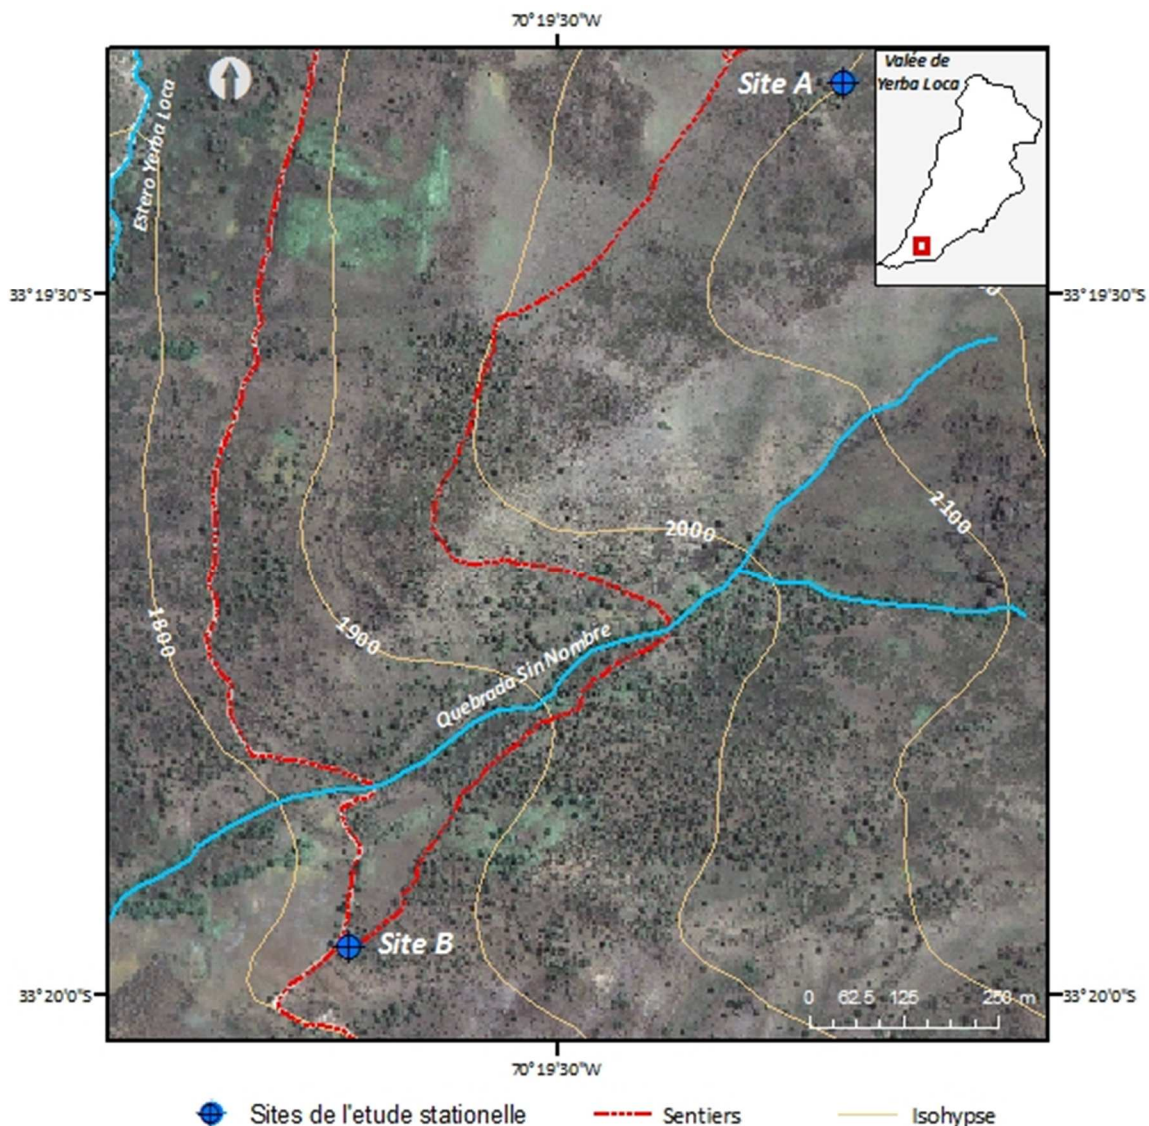 70°19'30"W
Site A
Valée de
Yerba Loca
Estero Yerba Loca
33°19'30"S
33°19'30"S
2100
2000
1800
1900
Quebrada Sin Nombre
Site B
33°20'0"S
0 62.5 125 250 m
33°20'0"S
70°19'30"W
Sites de l'etude stationelle
Sentiers
Isohypse